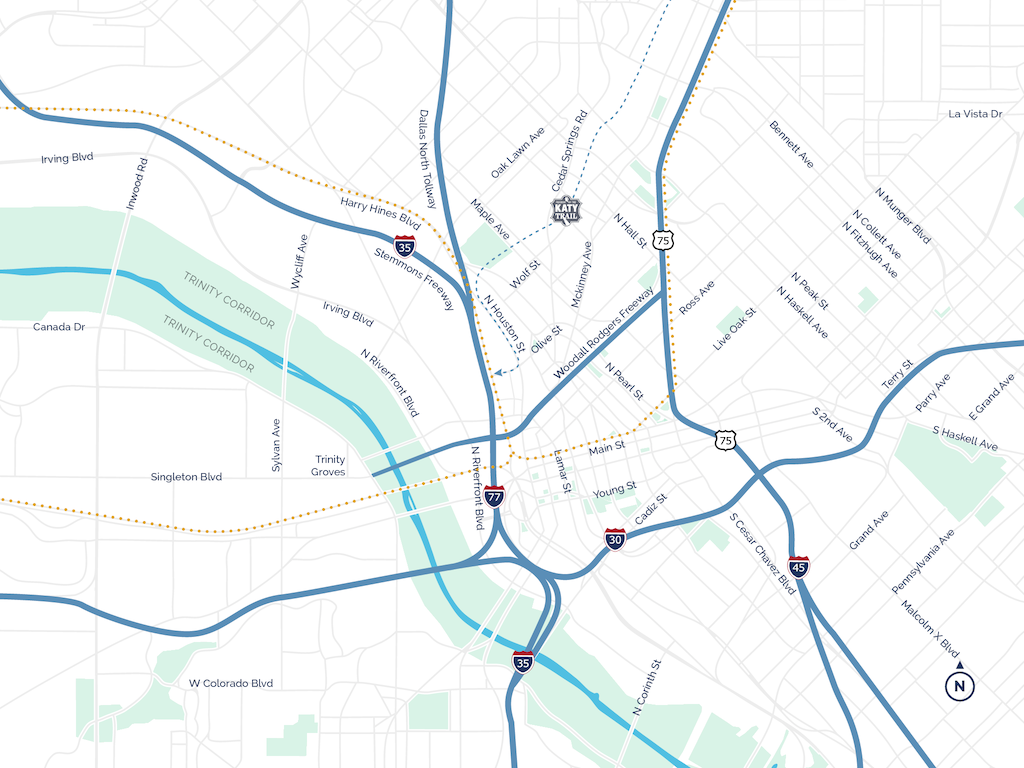 La Vista Dr
Dallas North Tollway
Oak Lawn Ave
Cedar Springs Rd
Bennett Ave
Irving Blvd
Inwood Rd
Harry Hines Blvd
Maple Ave
KATY
TRAIL
N Hall St
N Munger Blvd
N Collett Ave
N Fitzhugh Ave
35
75
Stemmons Freeway
Wycliff Ave
Wolf St
Mckinney Ave
TRINITY CORRIDOR
TRINITY CORRIDOR
Irving Blvd
N Houston St
Ross Ave
N Peak St
N Haskell Ave
Canada Dr
Olive St
Woodall Rodgers Freeway
Live Oak St
N Riverfront Blvd
N Pearl St
Terry St
Parry Ave
E Grand Ave
S 2nd Ave
S Haskell Ave
75
Sylvan Ave
Main St
Trinity
Groves
Singleton Blvd
N Riverfront Blvd
Lamar St
Young St
Cadiz St
77
30
S Cesar Chavez Blvd
Grand Ave
Pennsylvania Ave
45
Malcolm X Blvd
35
W Colorado Blvd
N Corinth St
N